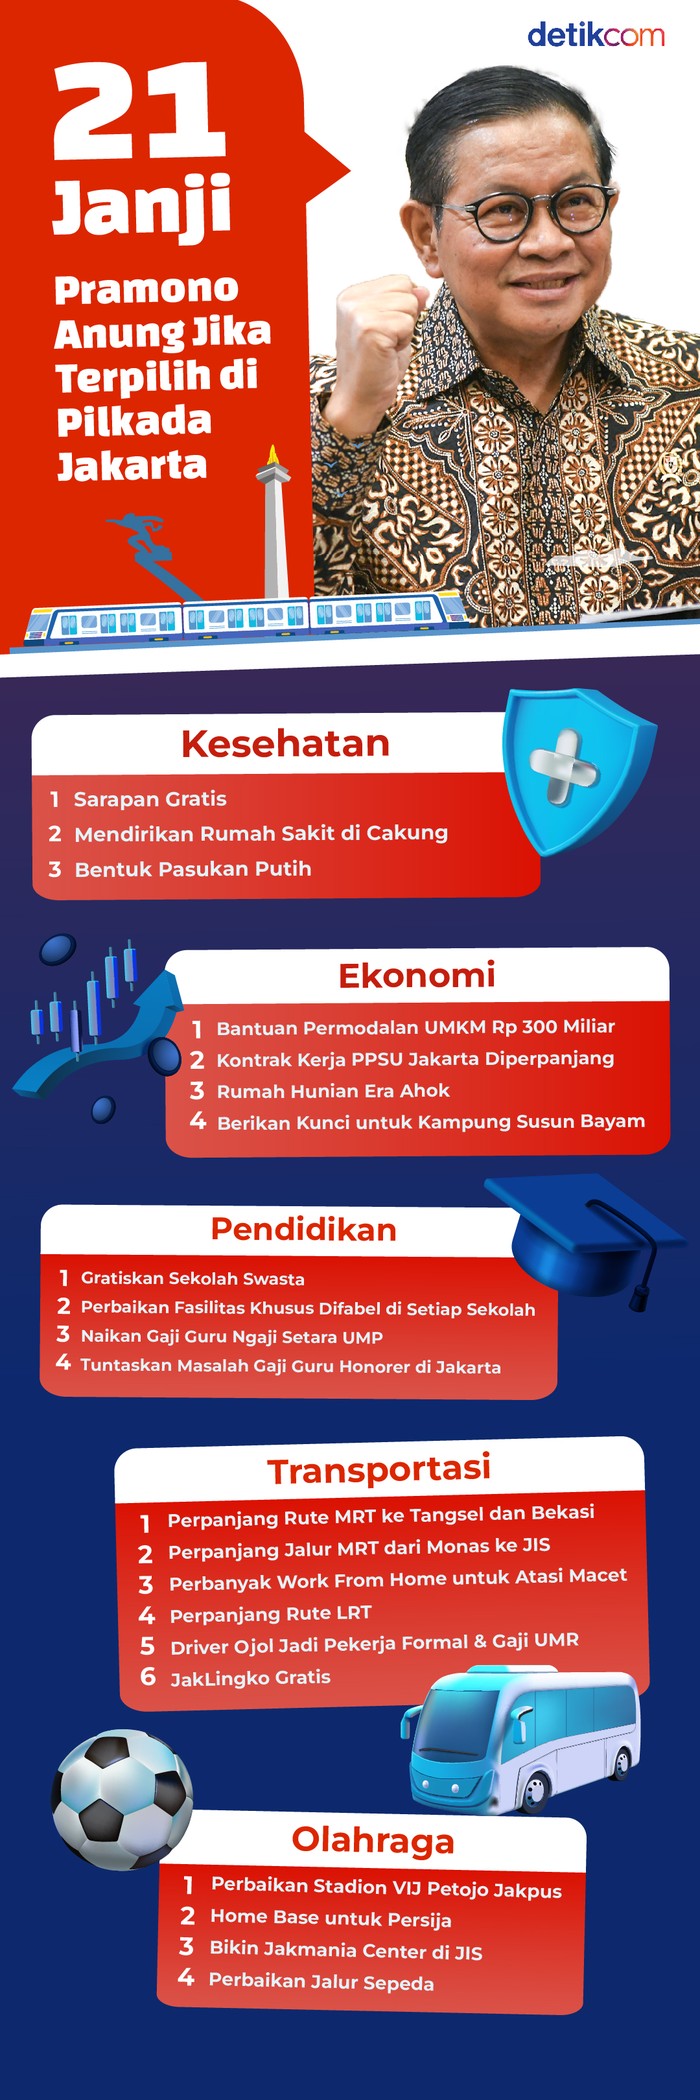 detikcom
21
Janji
Pramono
Anung Jika
Terpilih di
Pilkada
Jakarta
Kesehatan
1 Sarapan Gratis
2 Mendirikan Rumah Sakit di Cakung
3 Bentuk Pasukan Putih
Ekonomi
1 Bantuan Permodalan UMKM Rp 300 Miliar
2 Kontrak Kerja PPSU Jakarta Diperpanjang
3 Rumah Hunian Era Ahok
4 Berikan Kunci untuk Kampung Susun Bayam
Pendidikan
1 Gratiskan Sekolah Swasta
2 Perbaikan Fasilitas Khusus Difabel di Setiap Sekolah
3 Naikan Gaji Guru Ngaji Setara UMP
4 Tuntaskan Masalah Gaji Guru Honorer di Jakarta
Transportasi
1 Perpanjang Rute MRT ke Tangsel dan Bekasi
2 Perpanjang Jalur MRT dari Monas ke JIS
3 Perbanyak Work From Home untuk Atasi Macet
4 Perpanjang Rute LRT
5 Driver Ojol Jadi Pekerja Formal & Gaji UMR
6 JakLingko Gratis
Olahraga
1 Perbaikan Stadion VIJ Petojo Jakpus
2 Home Base untuk Persija
3 Bikin Jakmania Center di JIS
4 Perbaikan Jalur Sepeda